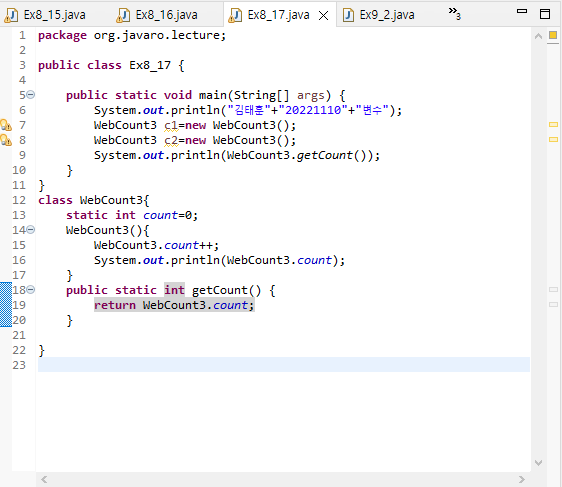 Ex8_15.java Ex8_16.java Ex8_17.java Ex9_2.java »3
1 package org.javaro.lecture;
2
3 public class Ex8_17 {
4
5 public static void main(String[] args) {
6 System.out.println("김태훈"+"20221110"+"변수");
7 WebCount3 c1=new WebCount3();
8 WebCount3 c2=new WebCount3();
9 System.out.println(WebCount3.getCount());
10 }
11 }
12 class WebCount3{
13 static int count=0;
14 WebCount3(){
15 WebCount3.count++;
16 System.out.println(WebCount3.count);
17 }
18 public static int getCount() {
19 return WebCount3.count;
20 }
21
22 }
23